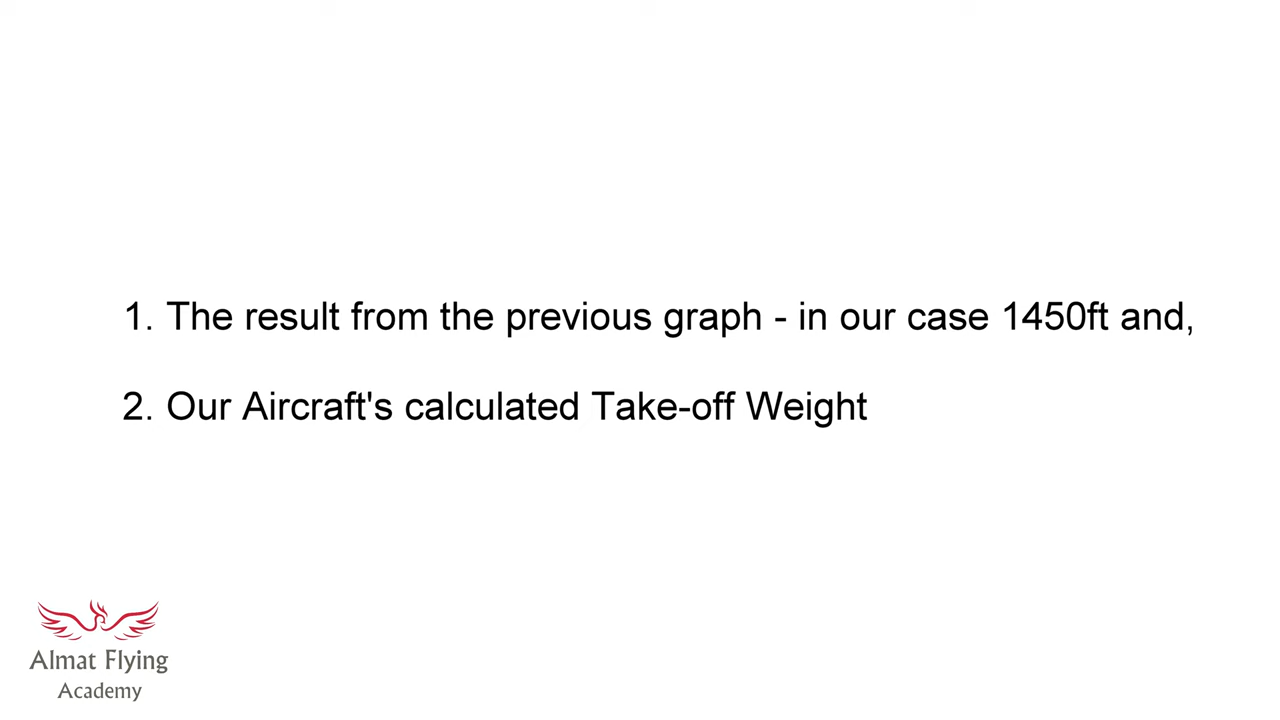 1. The result from the previous graph - in our case 1450ft and,
2. Our Aircraft's calculated Take-off Weight
Almat Flying
Academy